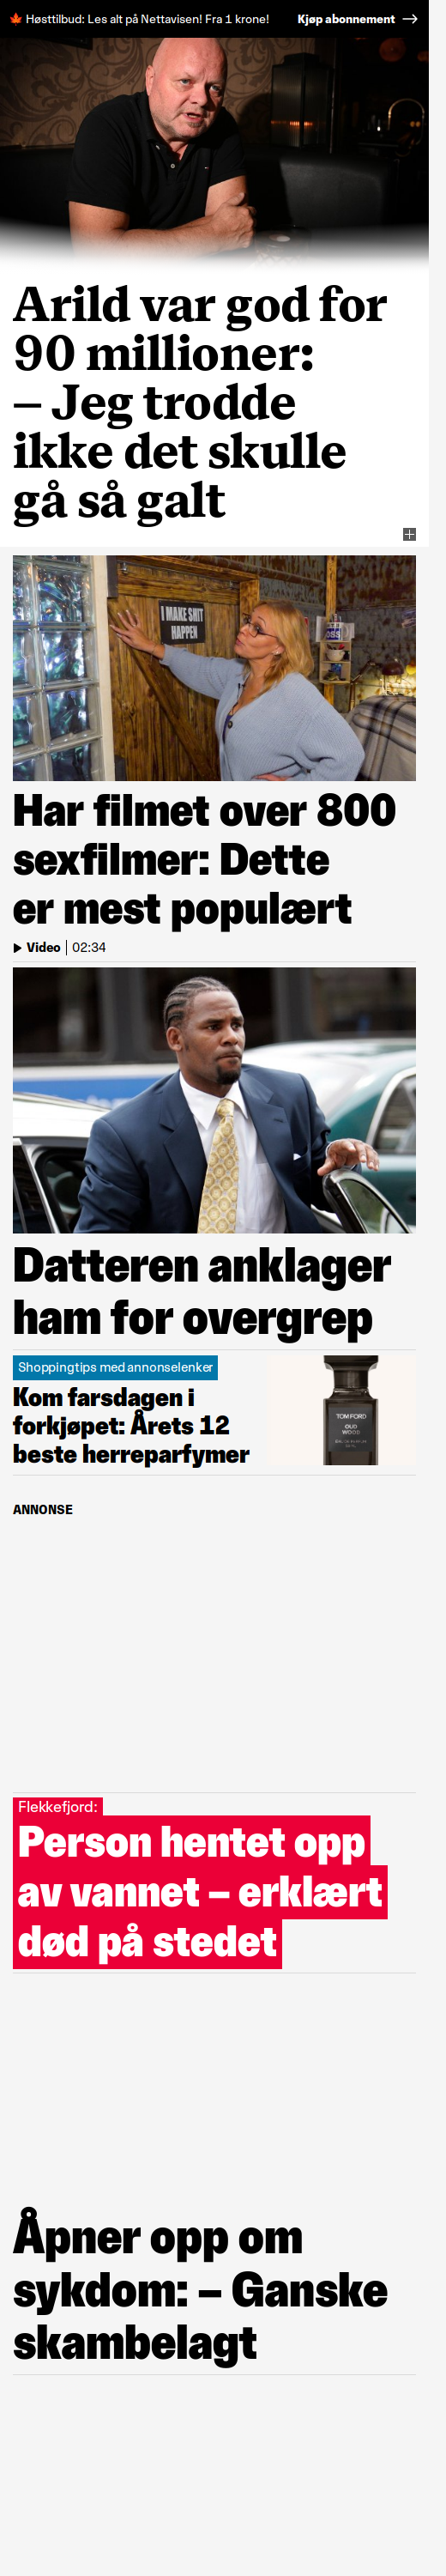 Høsttilbud: Les alt på Nettavisen! Fra 1 krone!
Kjøp abonnement
Arild var god for
90 millioner:
– Jeg trodde
ikke det skulle
gå så galt
I MAKE SHIT
HAPPEN
Har filmet over 800
sexfilmer: Dette
er mest populært
Video | 02:34
Datteren anklager
ham for overgrep
Shoppingtips med annonselenker
Kom farsdagen i
forkjøpet: Årets 12
beste herreparfymer
TOM FORD
OUD
WOOD
ANNONSE
Flekkefjord:
Person hentet opp
av vannet – erklært
død på stedet
Åpner opp om
sykdom: – Ganske
skambelagt